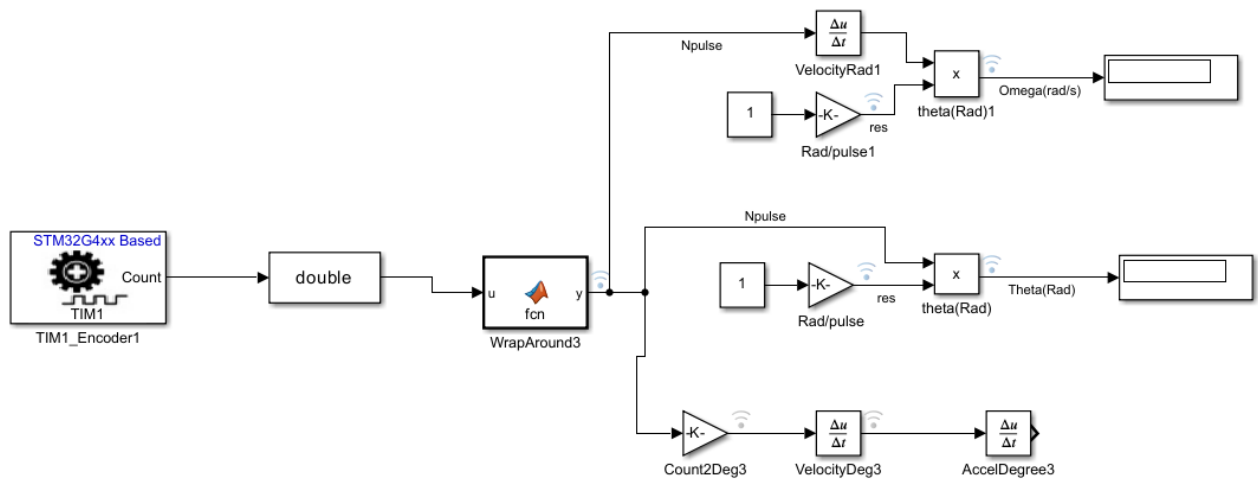 Npulse
Δu
Δt
VelocityRad1
x
theta(Rad)1
Omega(rad/s)
1
-K-
res
Rad/pulse1
STM32G4xx Based
Count
TIM1
TIM1_Encoder1
double
u
fcn
y
WrapAround3
Npulse
1
-K-
res
Rad/pulse
x
theta(Rad)
Theta(Rad)
-K-
Count2Deg3
Δu
Δt
VelocityDeg3
Δu
Δt
AccelDegree3